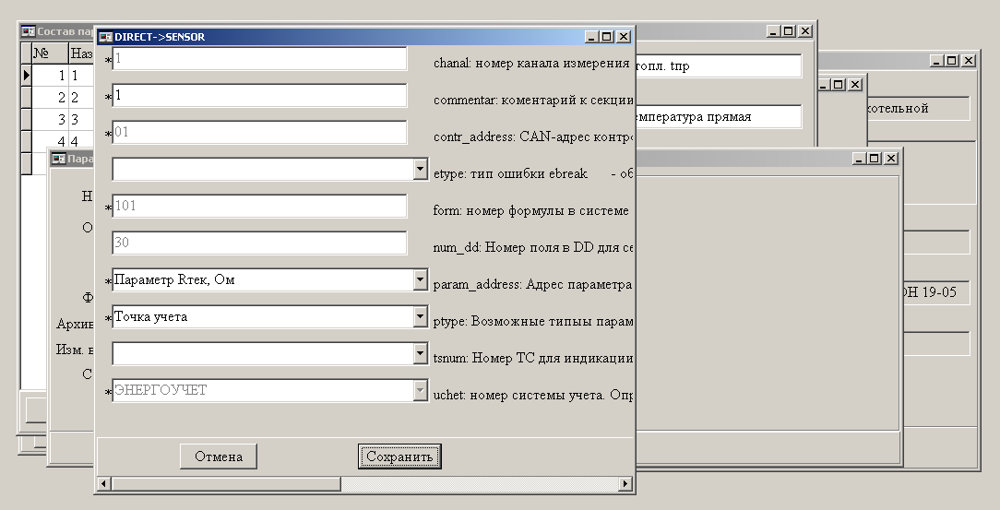 Состав па
DIRECT->SENSOR
№ Наз
1 1
2 2
3 3
4 4
Пара
Н
О
Ф
Архив
Изм. в
С
*1 chanal: номер канала измерения
*1 commentar: коментарий к секции
*01 contr_address: CAN-адрес контро
etype: тип ошибки ebreak - об
*101 form: номер формулы в системе
30 num_dd: Номер поля в DD для се
*Параметр Rтек, Ом param_address: Адрес параметра
*Точка учета ptype: Возможные типыы парам
tsnum: Номер ТС для индикации
*ЭНЕРГОУЧЕТ uchet: номер системы учета. Опр
Отмена Сохранить
топл. tпр
емпература прямая
котельной
ОН 19-05